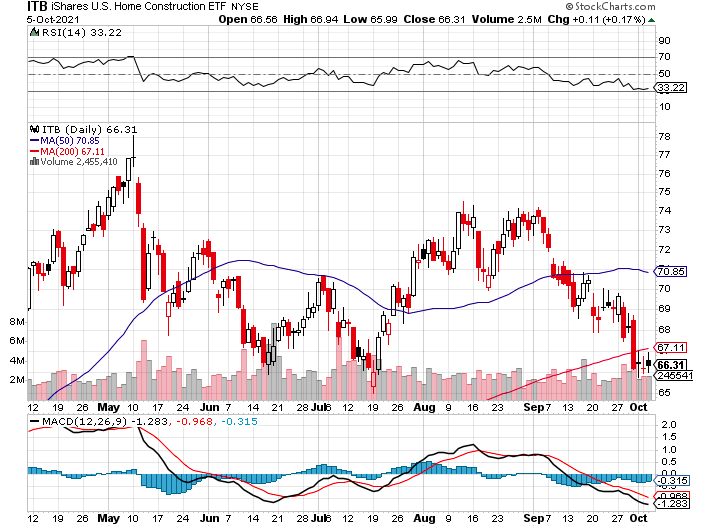 ITB iShares U.S. Home Construction ETF NYSE © StockCharts.com
5-Oct-2021 Open 66.56 High 66.94 Low 65.99 Close 66.31 Volume 2.5M Chg +0.11 (+0.17%)
RSI(14) 33.22
90
70
50
33.22
30
10
ITB (Daily) 66.31
MA(50) 70.85
MA(200) 67.11
Volume 2,455,410
78
77
75
74
73
72
71
70.85
70
69
68
67.11
66.31
2455410
65
8M
6M
4M
2M
12 19 26 May 10 17 24 Jun 7 14 21 28 Jul 6 12 19 26 Aug 9 16 23 Sep 7 13 20 27 Oct
MACD(12,26,9) -1.283, -0.968, -0.315
2.0
1.5
1.0
0.5
0.0
-0.315
-0.968
-1.283
12 19 26 May 10 17 24 Jun 7 14 21 28 Jul 6 12 19 26 Aug 9 16 23 Sep 7 13 20 27 Oct